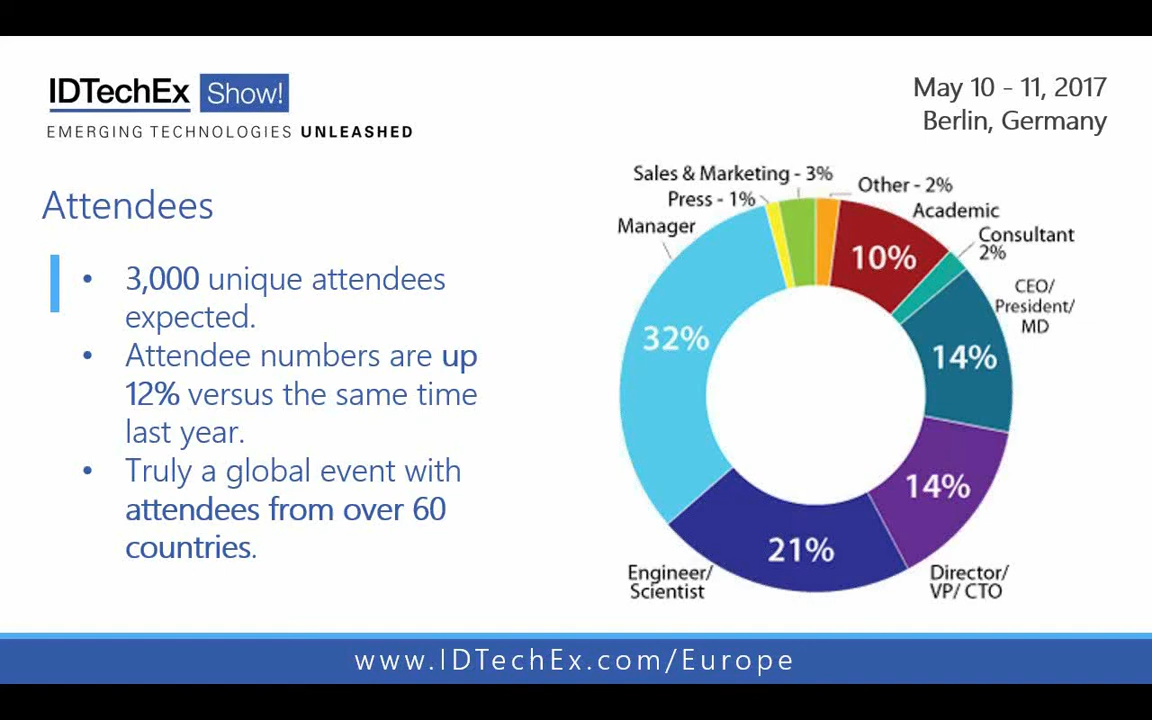 IDTechEx Show!
EMERGING TECHNOLOGIES UNLEASHED
May 10 - 11, 2017
Berlin, Germany
Attendees
• 3,000 unique attendees
expected.
• Attendee numbers are up
12% versus the same time
last year.
• Truly a global event with
attendees from over 60
countries.
Sales & Marketing - 3%
Press - 1%
Manager
32%
Other - 2%
Academic
10%
Consultant
2%
CEO/
President/
MD
14%
14%
Director/
VP/ CTO
21%
Engineer/
Scientist
www.IDTechEx.com/Europe